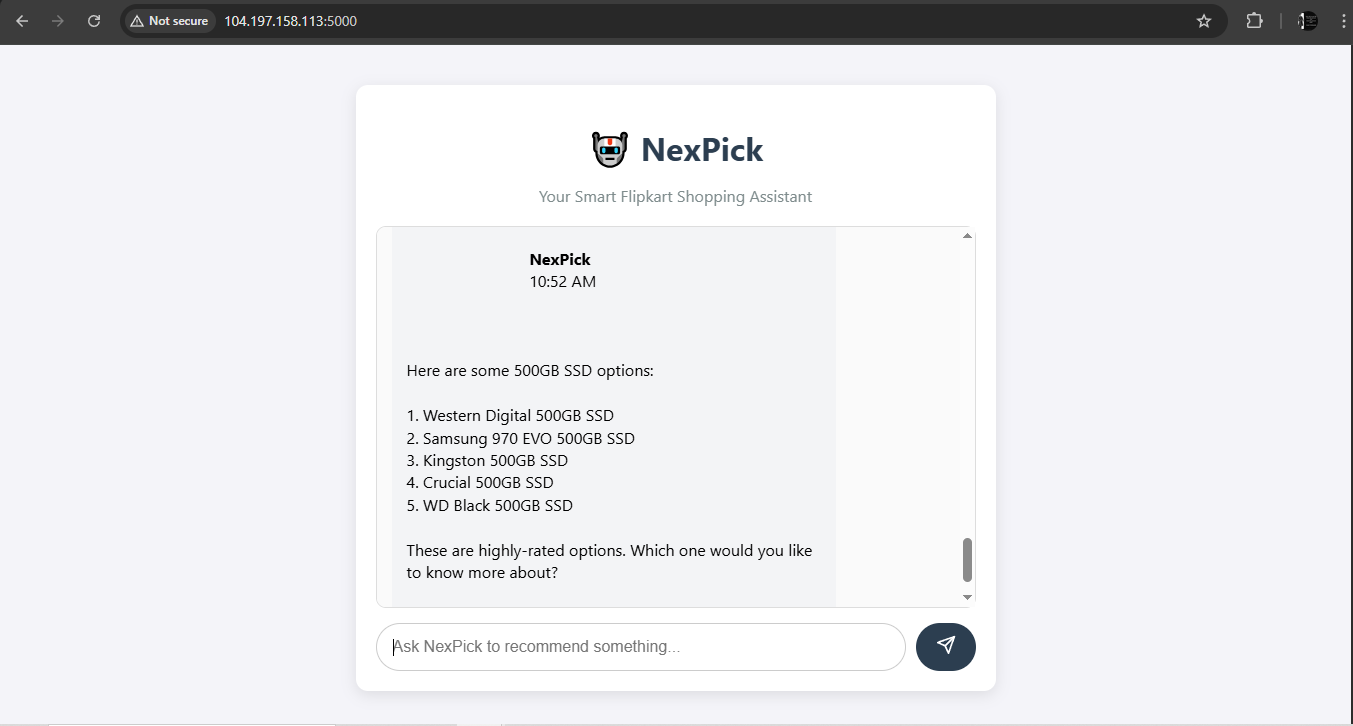 Not secure 104.197.158.113:5000
NexPick
Your Smart Flipkart Shopping Assistant
NexPick
10:52 AM
Here are some 500GB SSD options:
1. Western Digital 500GB SSD
2. Samsung 970 EVO 500GB SSD
3. Kingston 500GB SSD
4. Crucial 500GB SSD
5. WD Black 500GB SSD
These are highly-rated options. Which one would you like
to know more about?
Ask NexPick to recommend something...